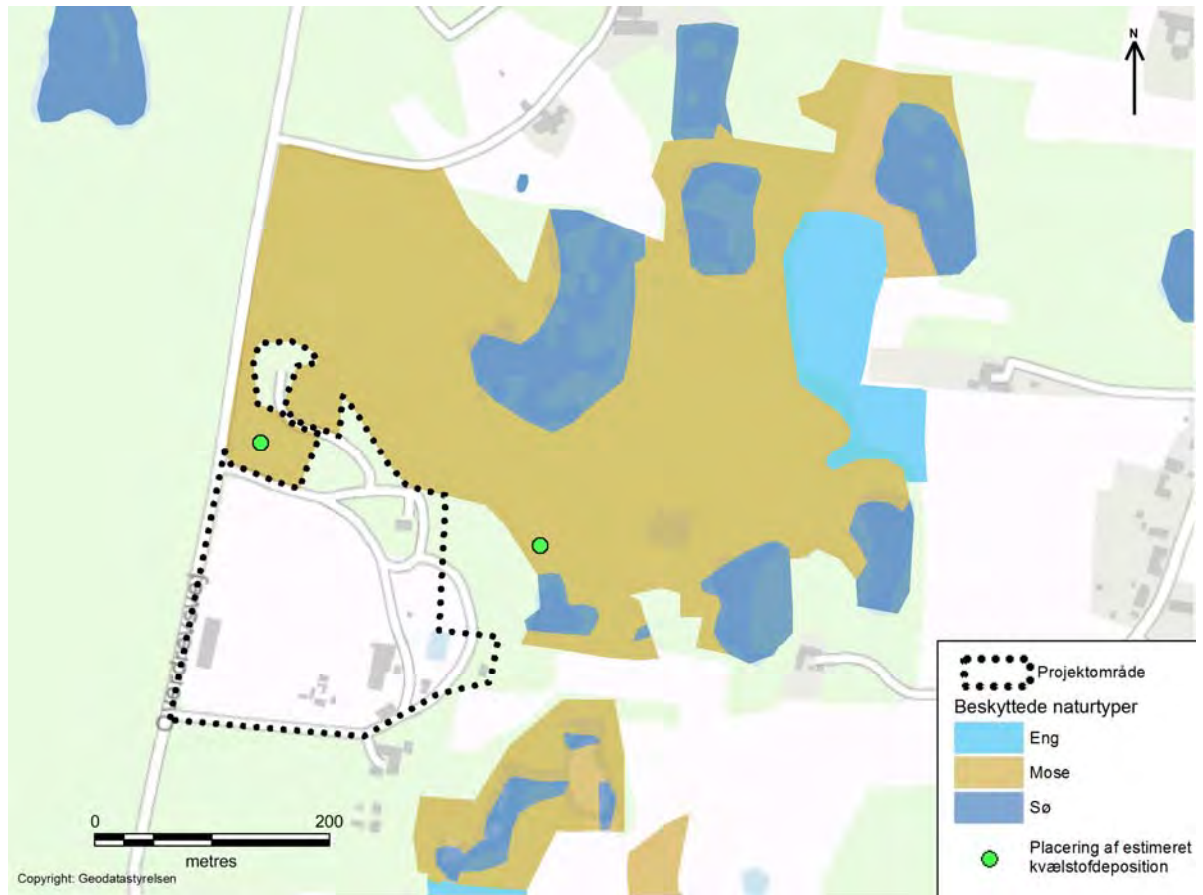 N
Projektområde
Beskyttede naturtyper
Eng
Mose
Sø
Placering af estimeret
kvælstofdeposition
0 200
metres
Copyright: Geodatastyrelsen